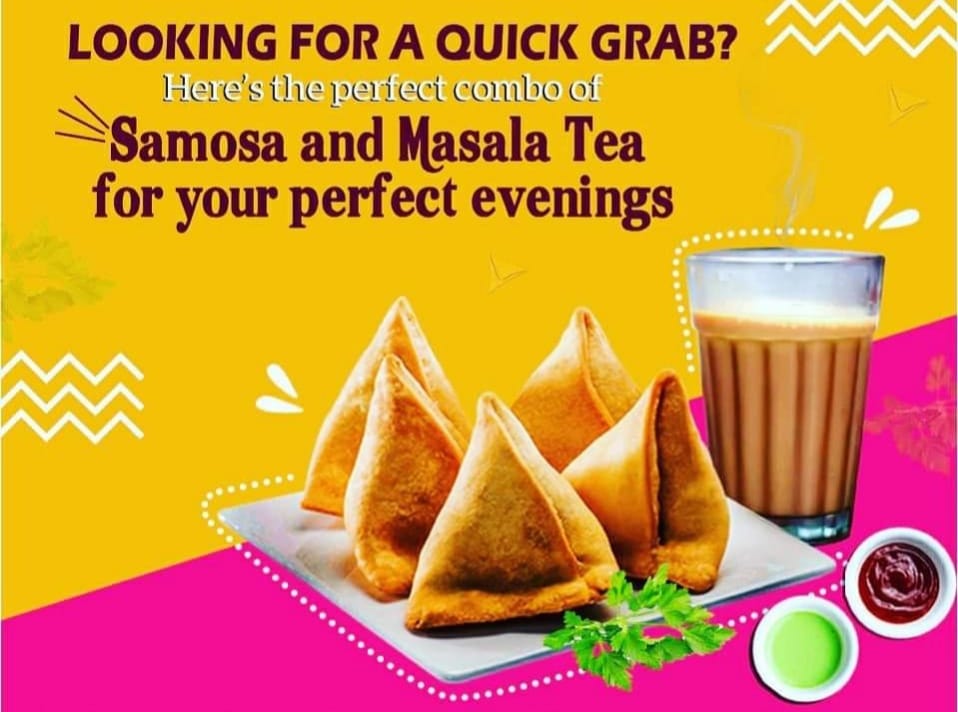 LOOKING FOR A QUICK GRAB?
Here's the perfect combo of
Samosa and Masala Tea
for your perfect evenings